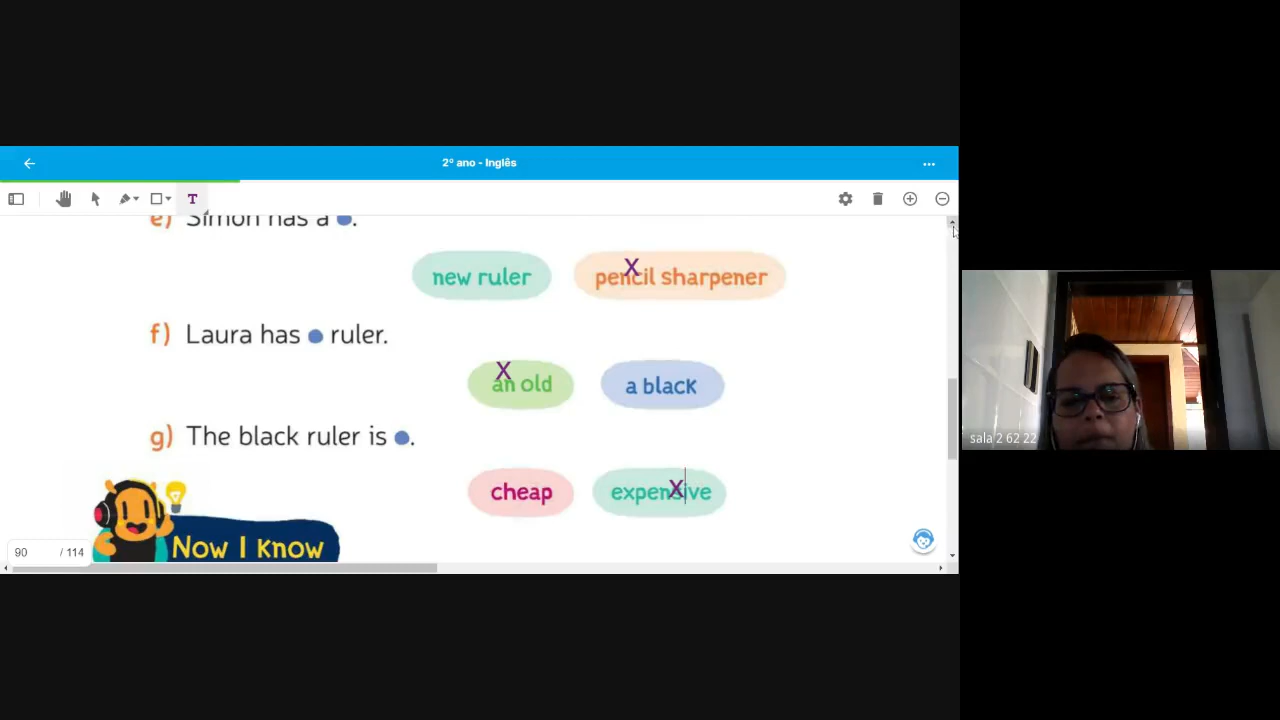 2º ano - Inglês
T
e) Simon has a .
new ruler
pencil sharpener
X
f) Laura has ruler.
an old
X
a black
g) The black ruler is .
cheap
expensive
X
Now I Know
90 / 114
sala 2 62 22